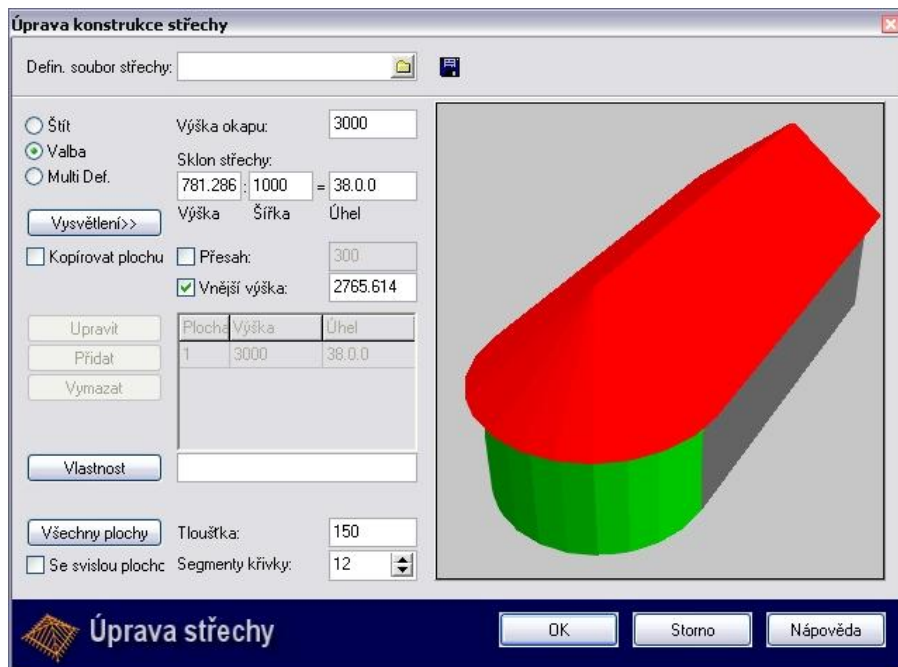 Úprava konstrukce střechy
Defin. soubor střechy:
Štít
Valba
Multi Def.
Výška okapu: 3000
Sklon střechy:
781.286 : 1000 = 38.0.0
Výška Šířka Úhel
Vysvětlení>>
Kopírovat plochu
Přesah: 300
Vnější výška: 2765.614
Upravit
Přidat
Vymazat
Plocha Výška Úhel
1 3000 38.0.0
Vlastnost
Všechny plochy
Tloušťka: 150
Se svislou plochc
Segmenty křivky: 12
Úprava střechy
OK
Storno
Nápověda